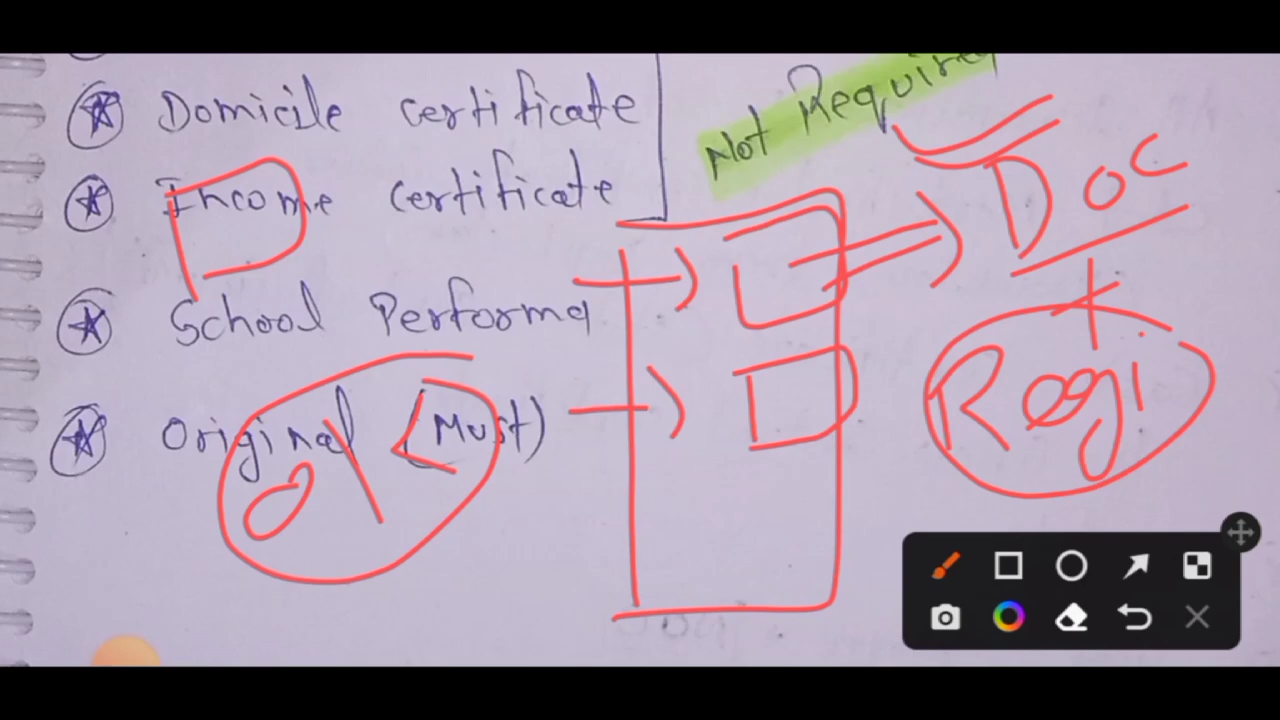 Domicile certificate
Not Required
Income certificate
Doc
School Performa
+
Regi
Original (Must)